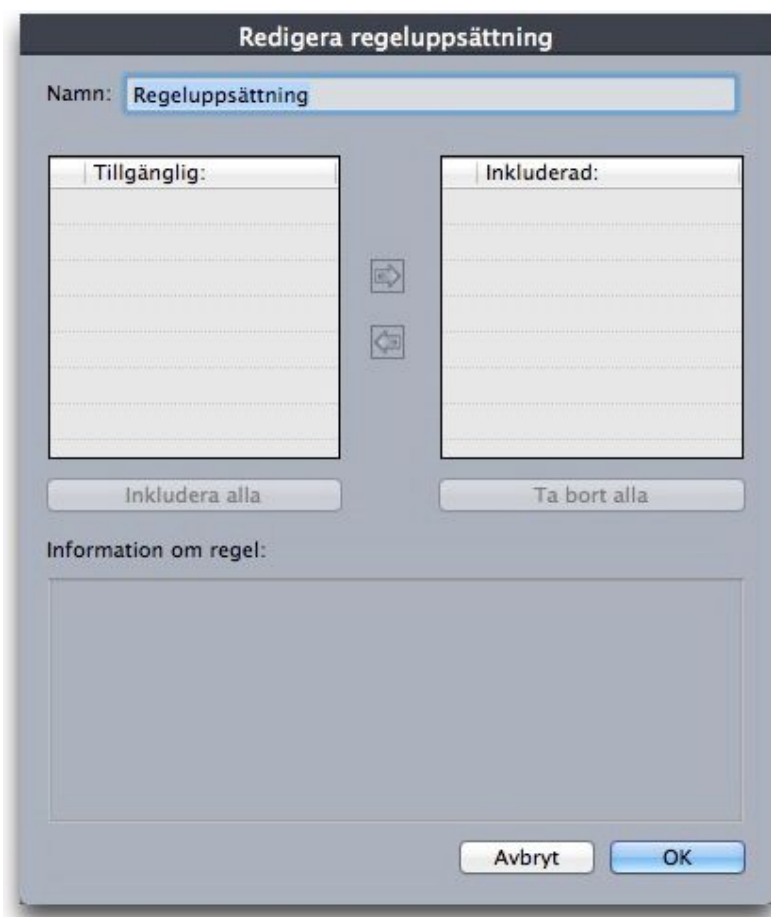 Redigera regeluppsättning
Namn: Regeluppsättning
Tillgänglig:
Inkluderad:
Inkludera alla
Ta bort alla
Information om regel:
Avbryt
OK